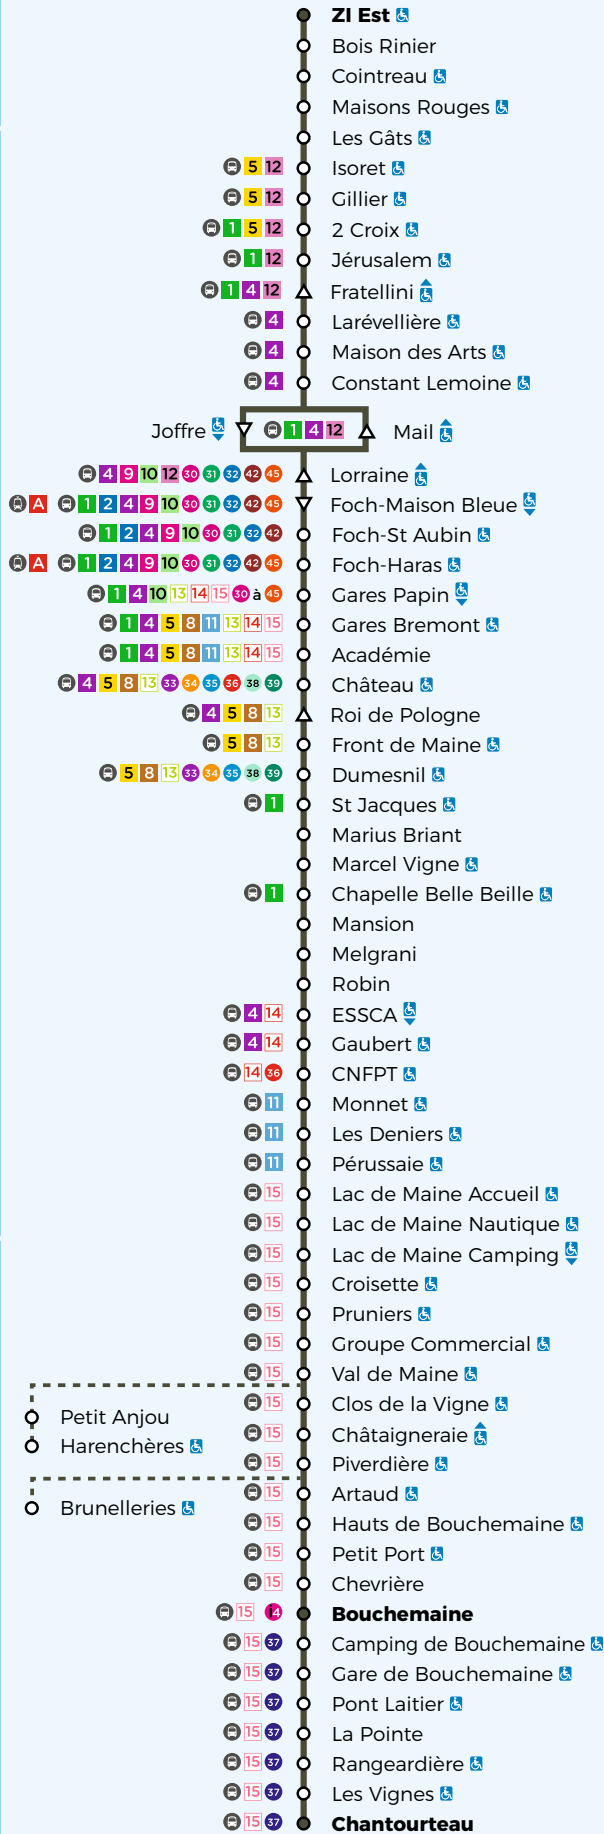 ZI Est
Bois Rinier
Cointreau
Maisons Rouges
Les Gâts
5 12 Isoret
5 12 Gillier
1 5 12 2 Croix
1 12 Jérusalem
1 4 12 Fratellini
4 Larévellière
4 Maison des Arts
4 Constant Lemoine
Joffre 1 4 12 Mail
4 9 10 12 30 31 32 42 45 Lorraine
A 1 2 4 9 10 30 31 32 42 45 Foch-Maison Bleue
1 2 4 9 10 30 31 32 42 Foch-St Aubin
A 1 2 4 9 10 30 31 32 42 45 Foch-Haras
1 4 10 13 14 15 30 à 45 Gares Papin
1 4 5 8 11 13 14 15 Gares Bremont
1 4 5 8 11 13 14 15 Académie
4 5 8 13 33 34 35 36 38 39 Château
4 5 8 13 Roi de Pologne
5 8 13 Front de Maine
5 8 13 33 34 35 38 39 Dumesnil
1 St Jacques
Marius Briant
Marcel Vigne
1 Chapelle Belle Beille
Mansion
Melgrani
Robin
4 14 ESSCA
4 14 Gaubert
14 36 CNFPT
11 Monnet
11 Les Deniers
11 Pérussaie
15 Lac de Maine Accueil
15 Lac de Maine Nautique
15 Lac de Maine Camping
15 Croisette
15 Pruniers
15 Groupe Commercial
15 Val de Maine
15 Clos de la Vigne
Petit Anjou
15 Châtaigneraie
Harenchères
15 Piverdière
15 Artaud
Brunelleries
15 Hauts de Bouchemaine
15 Petit Port
15 Chevrière
15 i4 Bouchemaine
15 37 Camping de Bouchemaine
15 37 Gare de Bouchemaine
15 37 Pont Laitier
15 37 La Pointe
15 37 Rangeardière
15 37 Les Vignes
15 37 Chantourteau